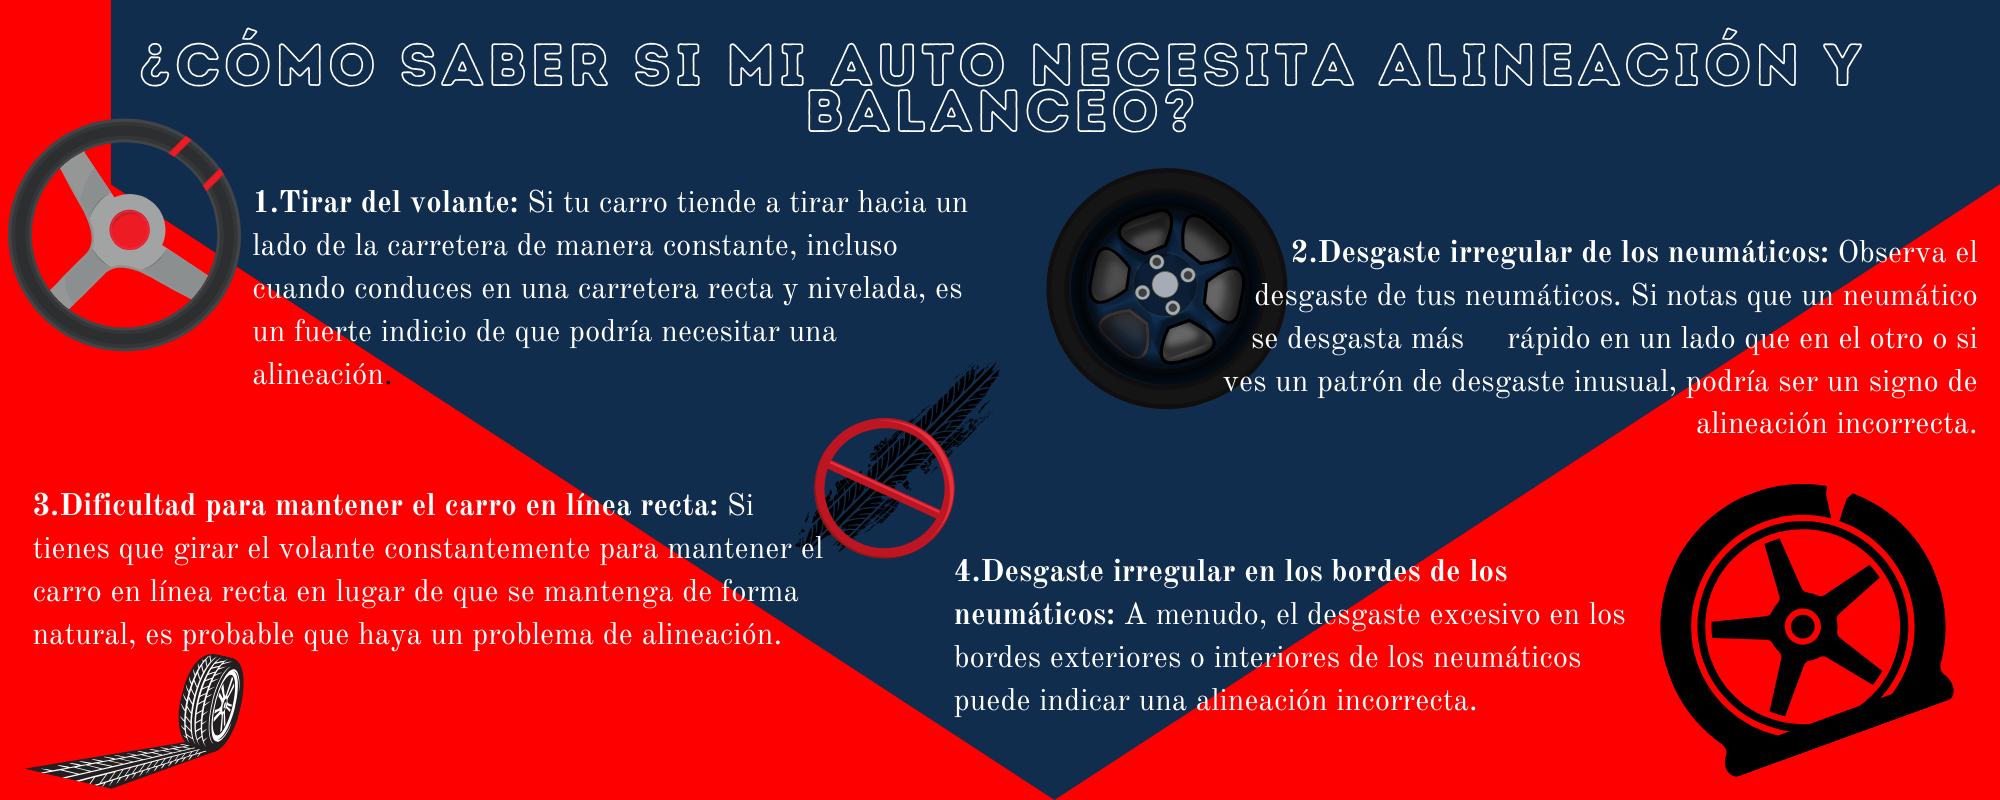 ¿CÓMO SABER SI MI AUTO NECESITA ALINEACIÓN Y
BALANCEO?
1.Tirar del volante: Si tu carro tiende a tirar hacia un
lado de la carretera de manera constante, incluso
cuando conduces en una carretera recta y nivelada, es
un fuerte indicio de que podría necesitar una
alineación.
2.Desgaste irregular de los neumáticos: Observa el
desgaste de tus neumáticos. Si notas que un neumático
se desgasta más rápido en un lado que en el otro o si
ves un patrón de desgaste inusual, podría ser un signo de
alineación incorrecta.
3.Dificultad para mantener el carro en línea recta: Si
tienes que girar el volante constantemente para mantener el
carro en línea recta en lugar de que se mantenga de forma
natural, es probable que haya un problema de alineación.
4.Desgaste irregular en los bordes de los
neumáticos: A menudo, el desgaste excesivo en los
bordes exteriores o interiores de los neumáticos
puede indicar una alineación incorrecta.